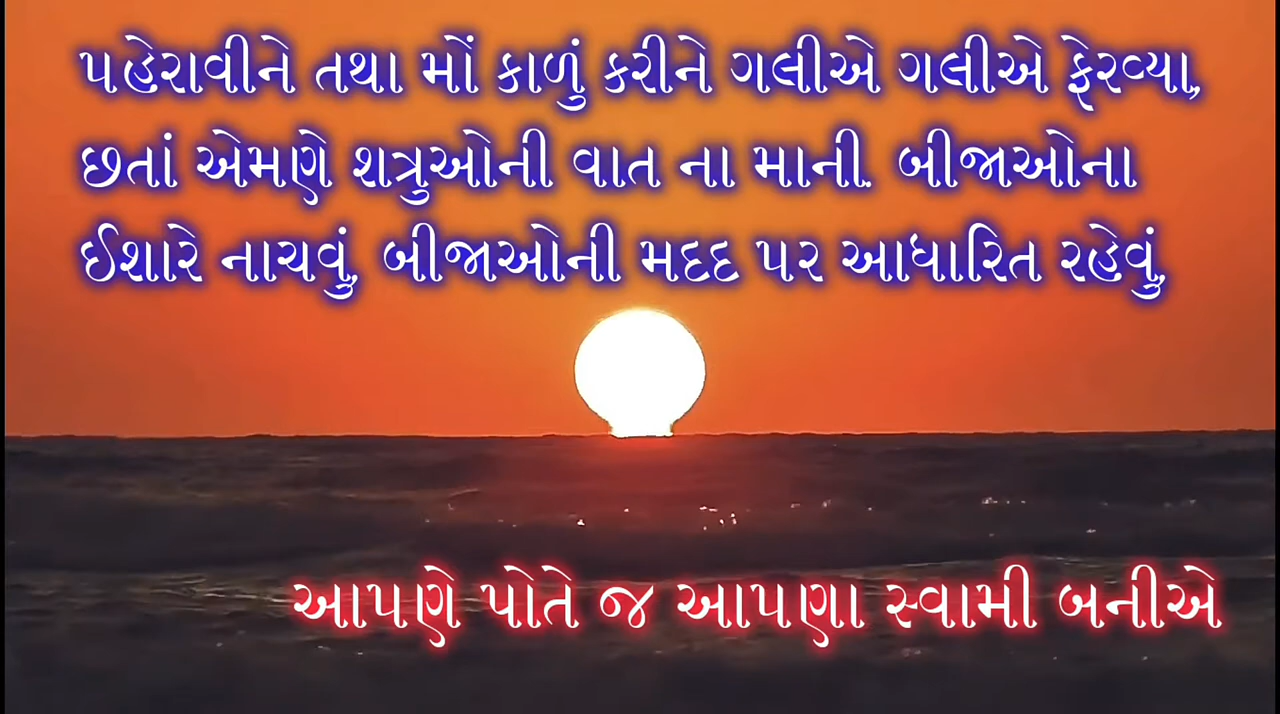 પહેરાવીને તથા મોં કાળું કરીને ગલીએ ગલીએ ફેરવ્યા,
છતાં એમણે શત્રુઓની વાત ના માની. બીજાઓના
ઈશારે નાચવું, બીજાઓની મદદ પર આધારિત રહેવું,
આપણે પોતે જ આપણા સ્વામી બનીએ